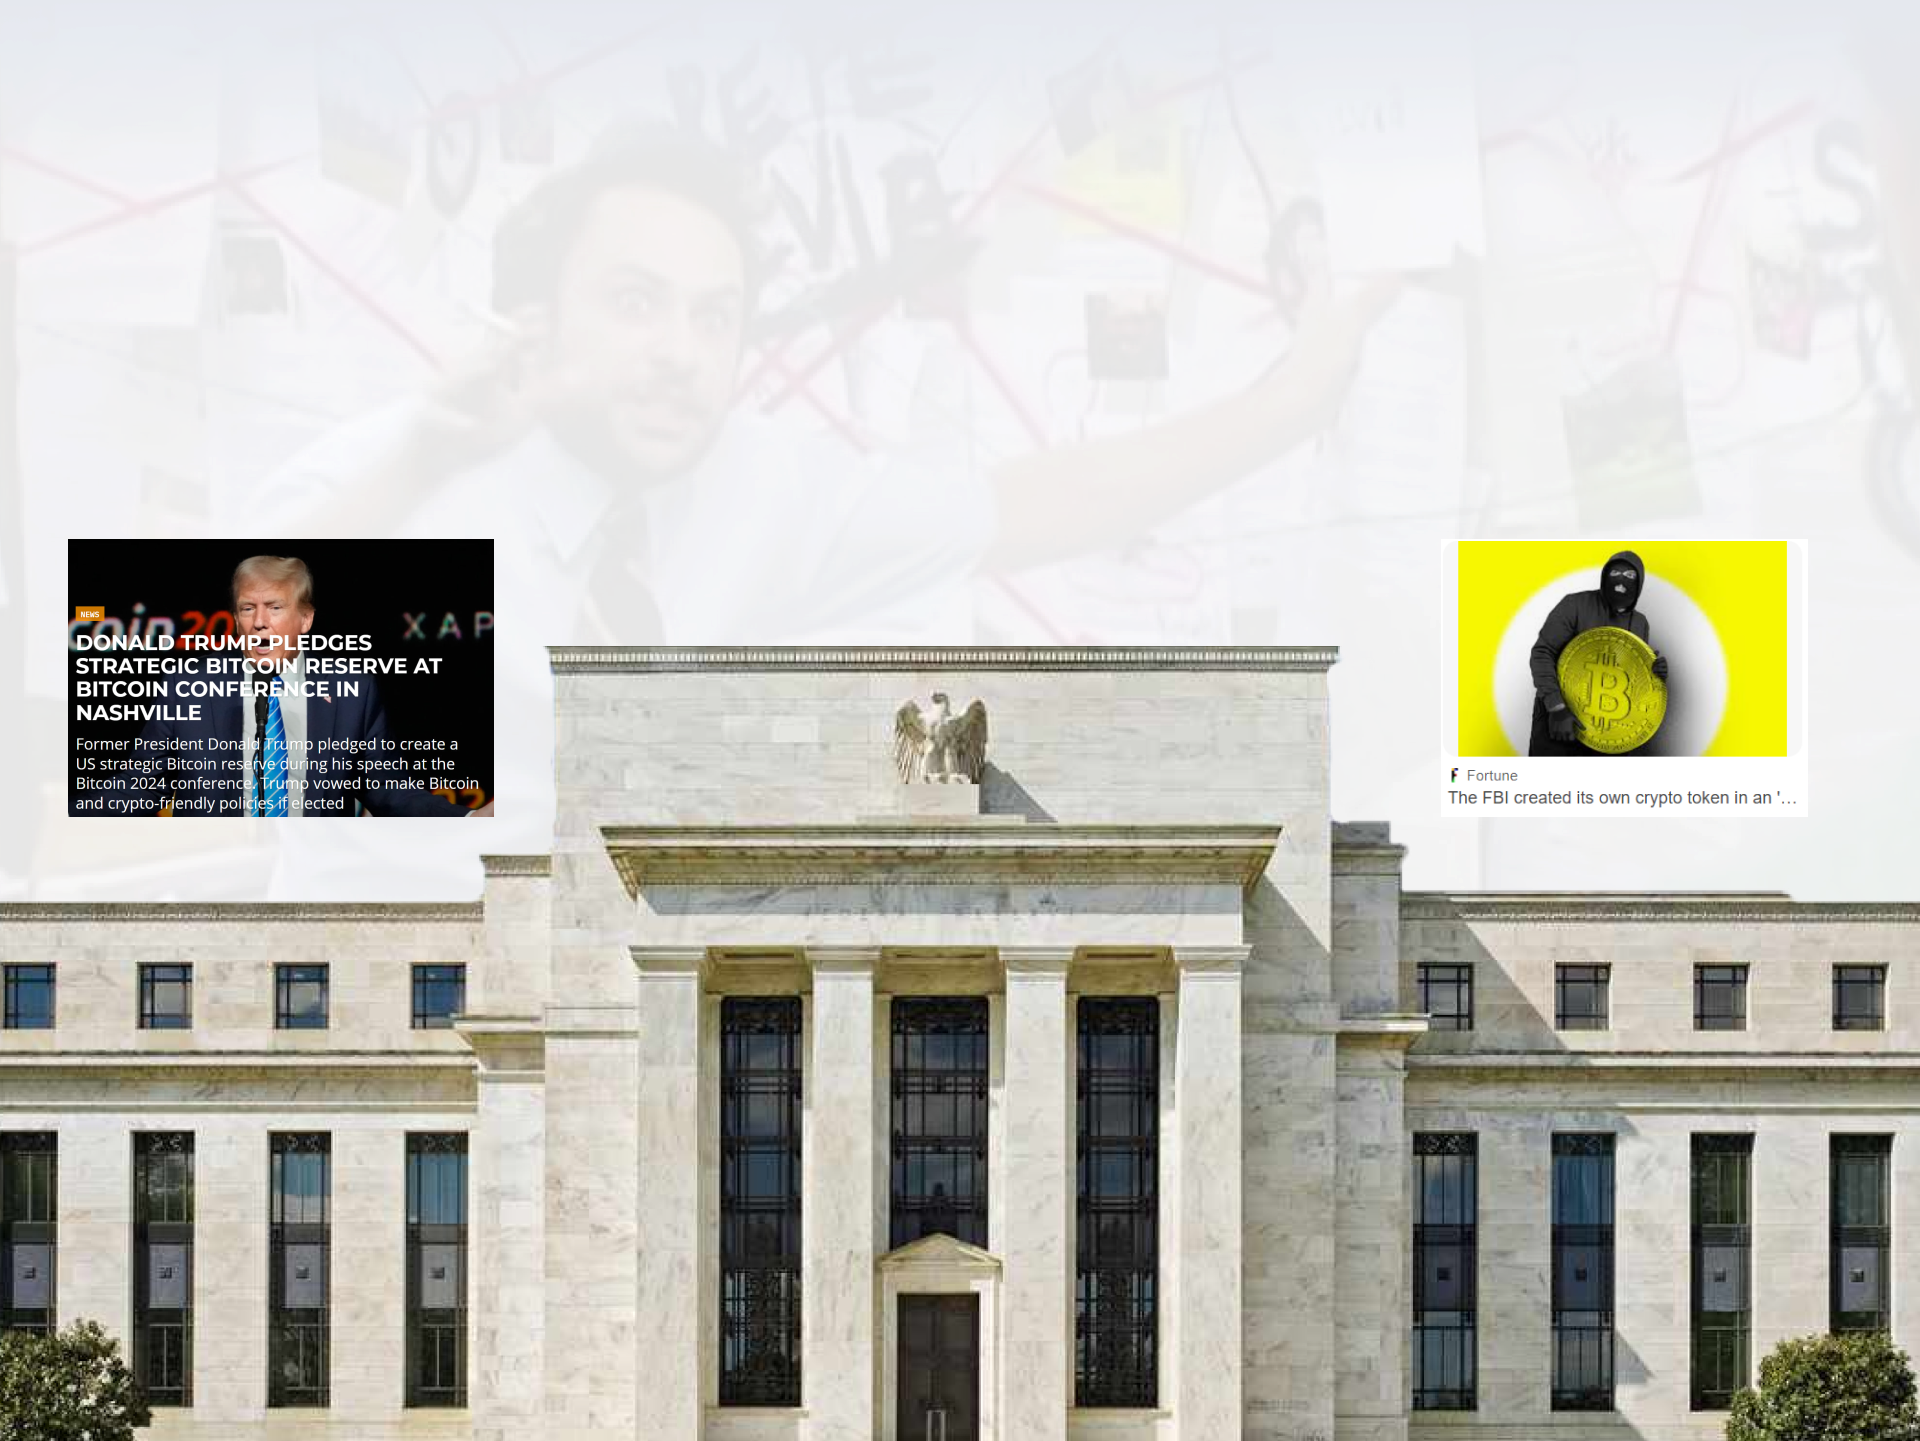 NEWS
DONALD TRUMP PLEDGES
STRATEGIC BITCOIN RESERVE AT
BITCOIN CONFERENCE IN
NASHVILLE
Former President Donald Trump pledged to create a
US strategic Bitcoin reserve during his speech at the
Bitcoin 2024 conference. Trump vowed to make Bitcoin
and crypto-friendly policies if elected
Fortune
The FBI created its own crypto token in an '...